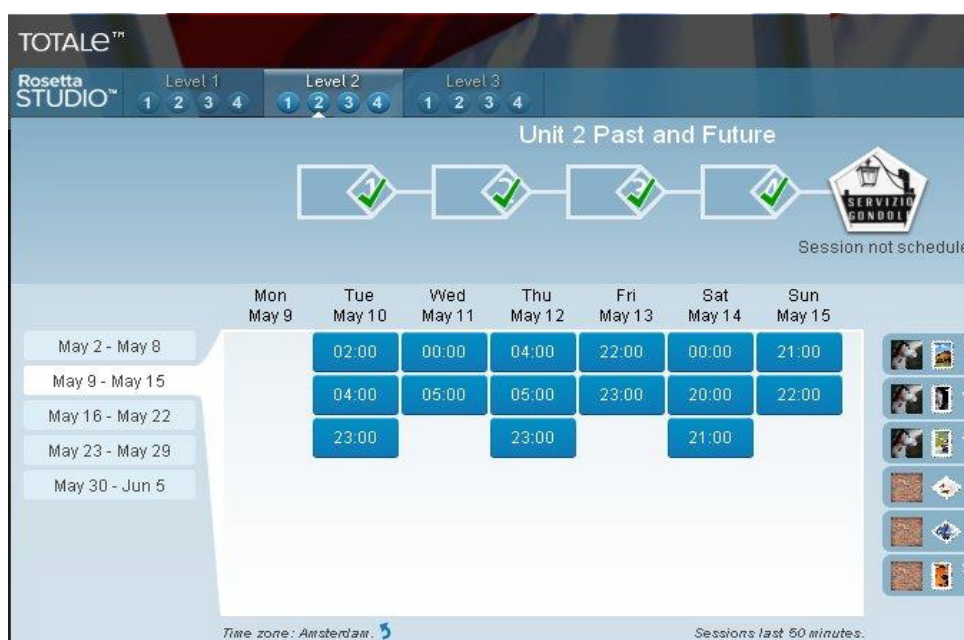 TOTALe™
Rosetta STUDIO™
Level 1
1 2 3 4
Level 2
1 2 3 4
Level 3
1 2 3 4
Unit 2 Past and Future
1 2 3 4
SERVIZIO
GONDOLE
Session not schedule
Mon Tue Wed Thu Fri Sat Sun
May 9 May 10 May 11 May 12 May 13 May 14 May 15
May 2 - May 8
May 9 - May 15
May 16 - May 22
May 23 - May 29
May 30 - Jun 5
02:00 00:00 04:00 22:00 00:00 21:00
04:00 05:00 05:00 23:00 20:00 22:00
23:00 23:00 21:00
Time zone: Amsterdam.
Sessions last 50 minutes.